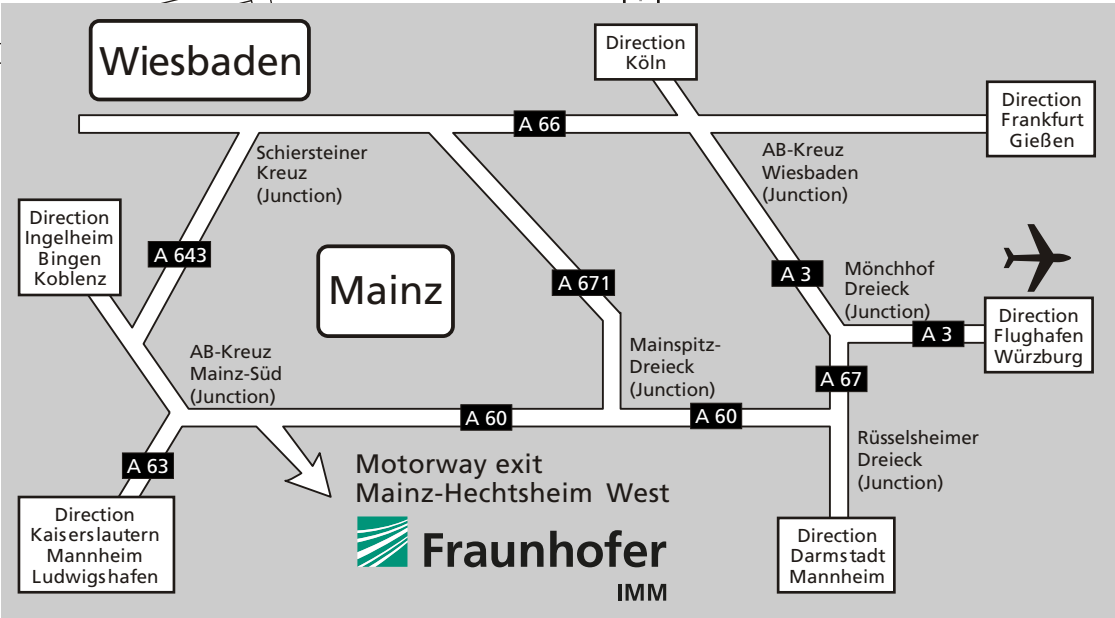 Wiesbaden
Direction
Köln
A 66
Direction
Frankfurt
Gießen
Schiersteiner
Kreuz
(Junction)
AB-Kreuz
Wiesbaden
(Junction)
Direction
Ingelheim
Bingen
Koblenz
A 643
Mainz
A 671
A 3
Mönchhof
Dreieck
(Junction)
A 3
Direction
Flughafen
Würzburg
AB-Kreuz
Mainz-Süd
(Junction)
Mainspitz-
Dreieck
(Junction)
A 67
A 60
A 60
A 63
Rüsselsheimer
Dreieck
(Junction)
Motorway exit
Mainz-Hechtsheim West
Direction
Kaiserslautern
Mannheim
Ludwigshafen
Fraunhofer
IMM
Direction
Darmstadt
Mannheim